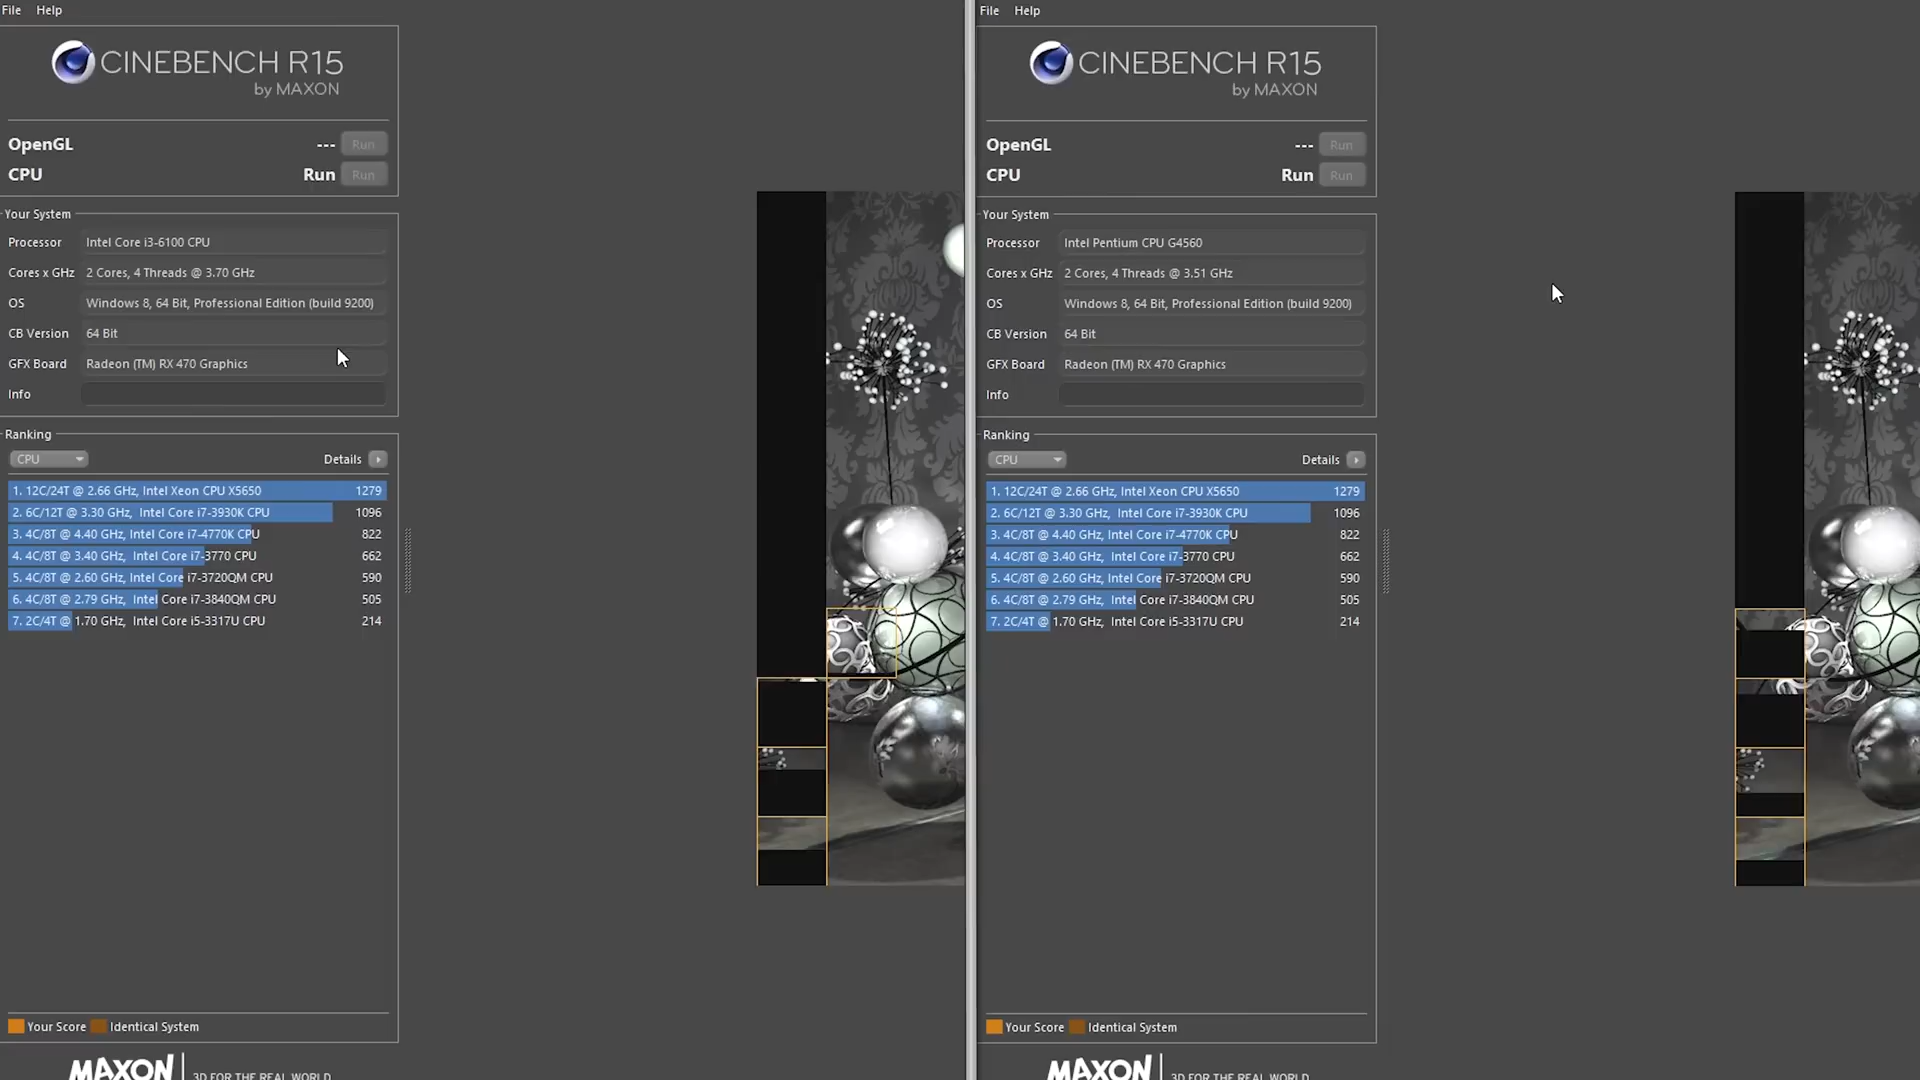 File Help
CINEBENCH R15
by MAXON
OpenGL --- Run
CPU Run Run
Your System
Processor Intel Core i3-6100 CPU
Cores x GHz 2 Cores, 4 Threads @ 3.70 GHz
OS Windows 8, 64 Bit, Professional Edition (build 9200)
CB Version 64 Bit
GFX Board Radeon (TM) RX 470 Graphics
Info
Ranking
CPU Details
1. 12C/24T @ 2.66 GHz, Intel Xeon CPU X5650 1279
2. 6C/12T @ 3.30 GHz, Intel Core i7-3930K CPU 1096
3. 4C/8T @ 4.40 GHz, Intel Core i7-4770K CPU 822
4. 4C/8T @ 3.40 GHz, Intel Core i7-3770 CPU 662
5. 4C/8T @ 2.60 GHz, Intel Core i7-3720QM CPU 590
6. 4C/8T @ 2.79 GHz, Intel Core i7-3840QM CPU 505
7. 2C/4T @ 1.70 GHz, Intel Core i5-3317U CPU 214
Your Score Identical System
MAXON 3D FOR THE REAL WORLD
File Help
CINEBENCH R15
by MAXON
OpenGL --- Run
CPU Run Run
Your System
Processor Intel Pentium CPU G4560
Cores x GHz 2 Cores, 4 Threads @ 3.51 GHz
OS Windows 8, 64 Bit, Professional Edition (build 9200)
CB Version 64 Bit
GFX Board Radeon (TM) RX 470 Graphics
Info
Ranking
CPU Details
1. 12C/24T @ 2.66 GHz, Intel Xeon CPU X5650 1279
2. 6C/12T @ 3.30 GHz, Intel Core i7-3930K CPU 1096
3. 4C/8T @ 4.40 GHz, Intel Core i7-4770K CPU 822
4. 4C/8T @ 3.40 GHz, Intel Core i7-3770 CPU 662
5. 4C/8T @ 2.60 GHz, Intel Core i7-3720QM CPU 590
6. 4C/8T @ 2.79 GHz, Intel Core i7-3840QM CPU 505
7. 2C/4T @ 1.70 GHz, Intel Core i5-3317U CPU 214
Your Score Identical System
MAXON 3D FOR THE REAL WORLD